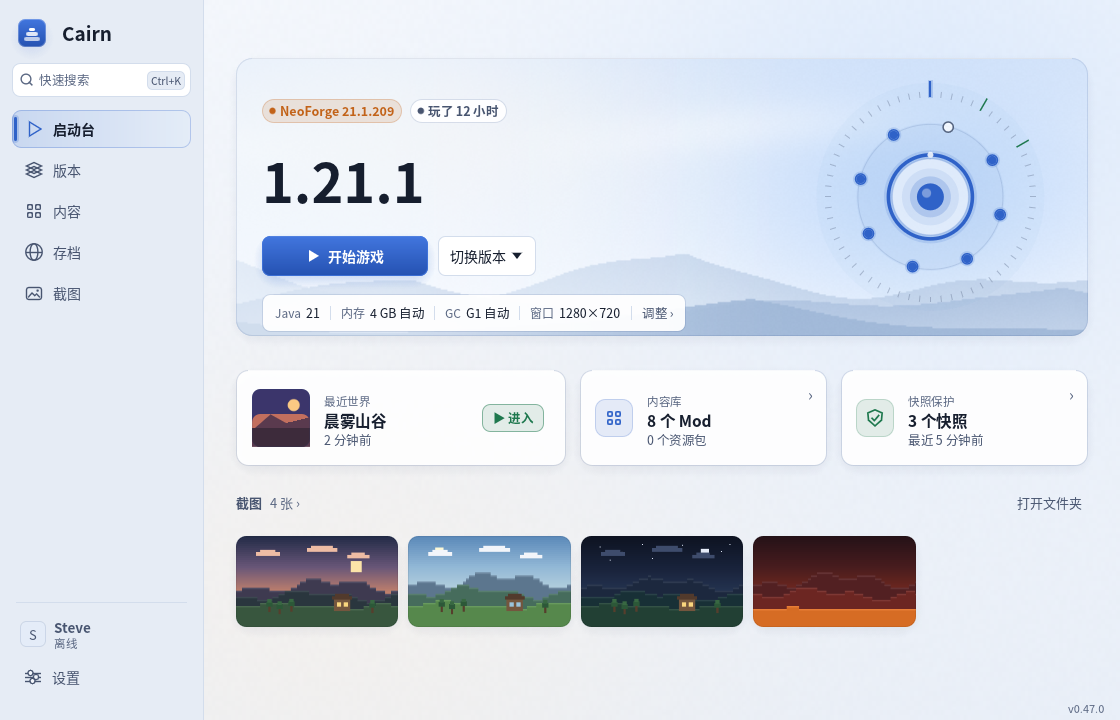 Cairn
快速搜索 Ctrl+K
启动台
版本
内容
存档
截图
S Steve
离线
设置
NeoForge 21.1.209 玩了 12 小时
1.21.1
开始游戏 切换版本
Java 21 内存 4 GB 自动 GC G1 自动 窗口 1280×720 调整 ›
最近世界
晨雾山谷
2 分钟前
进入
内容库 ›
8 个 Mod
0 个资源包
快照保护 ›
3 个快照
最近 5 分钟前
截图 4 张 › 打开文件夹
v0.47.0